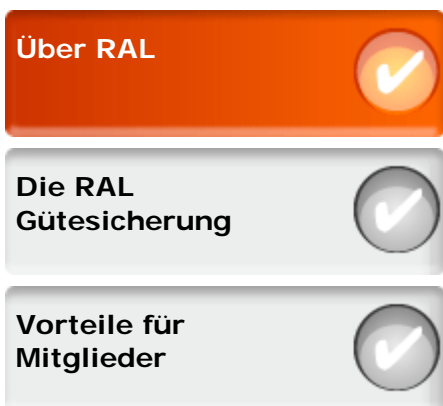 Über RAL
Die RAL
Gütesicherung
Vorteile für
Mitglieder